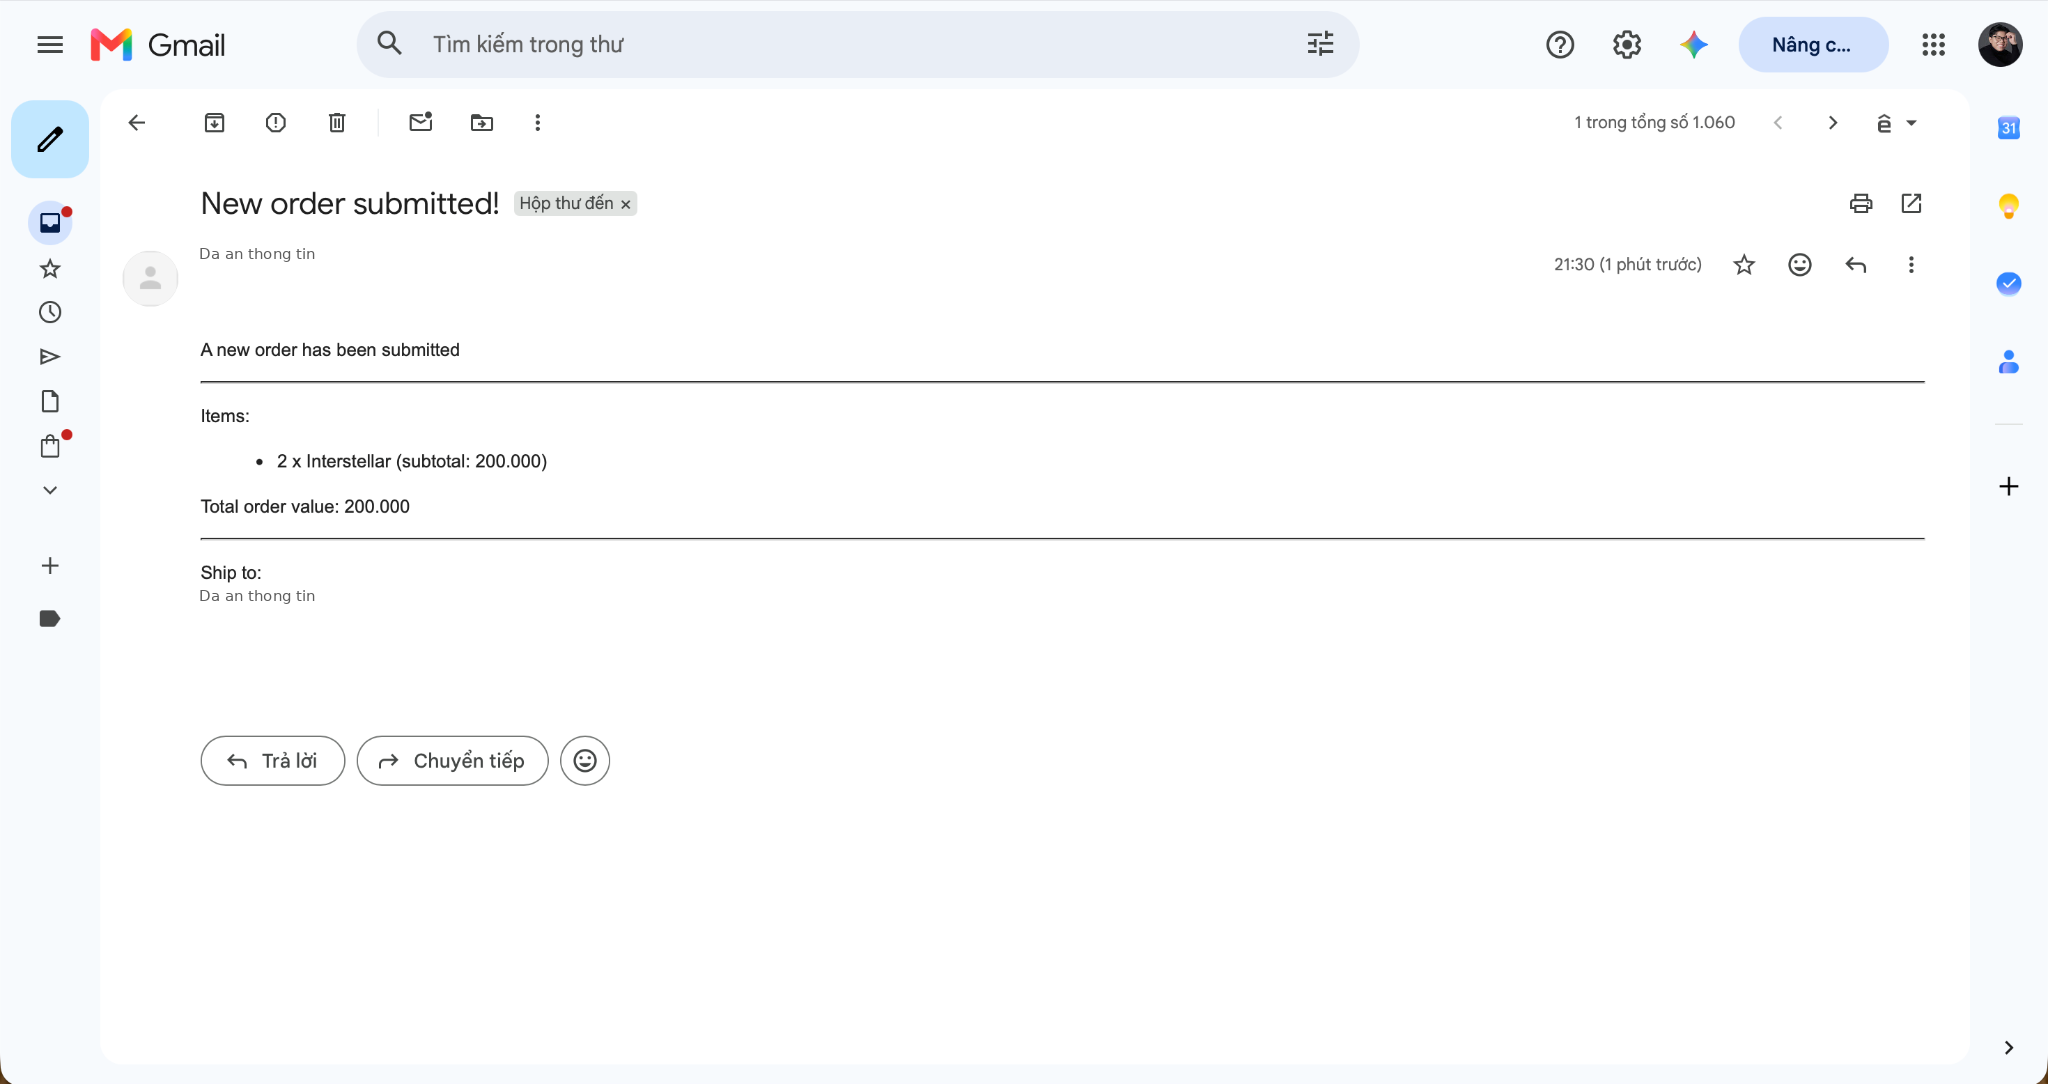 Gmail
Tìm kiếm trong thư
Nâng c...
1 trong tổng số 1.060
ê
31
New order submitted!
Hộp thư đến ×
Da an thong tin
21:30 (1 phút trước)
A new order has been submitted
Items:
• 2 x Interstellar (subtotal: 200.000)
Total order value: 200.000
Ship to:
Da an thong tin
Trả lời
Chuyển tiếp